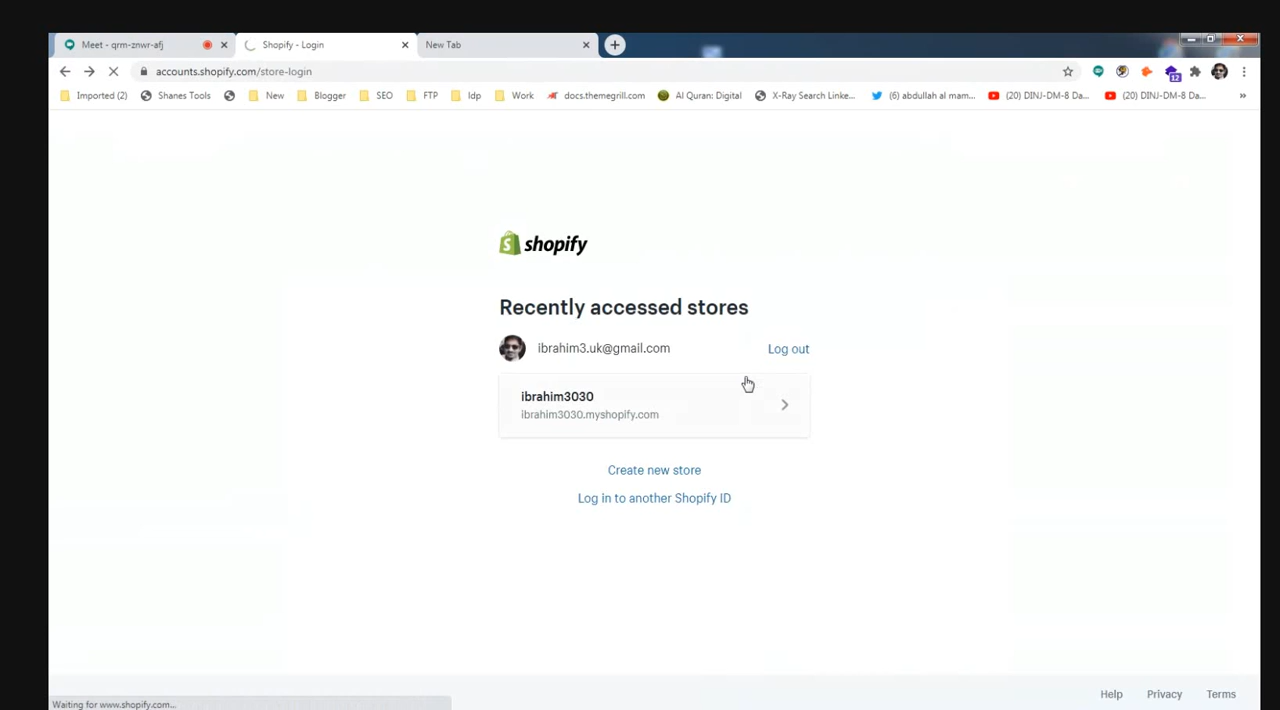 Meet - qrm-znwr-afj
Shopify - Login
New Tab
accounts.shopify.com/store-login
12
Imported (2)
Shanes Tools
New
Blogger
SEO
FTP
Idp
Work
docs.themegrill.com
Al Quran: Digital
X-Ray Search Linke...
(6) abdullah al mam...
(20) DINJ-DM-8 Da...
(20) DINJ-DM-8 Da...
shopify
Recently accessed stores
ibrahim3.uk@gmail.com
Log out
ibrahim3030
ibrahim3030.myshopify.com
Create new store
Log in to another Shopify ID
Help
Privacy
Terms
Waiting for www.shopify.com...